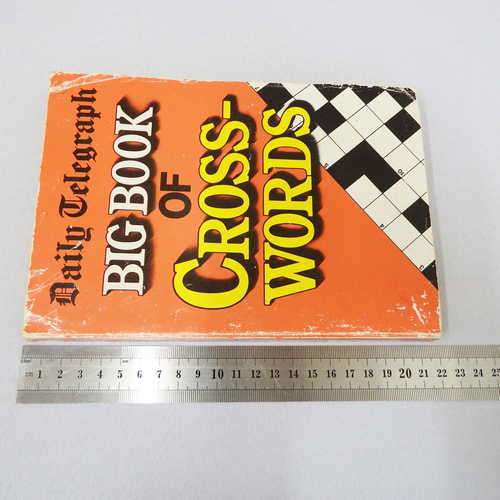 Daily Telegraph
BIG BOOK
OF
CROSS-
WORDS
1 2 3 4 5 6 7 8 9 10 11 12 13 14 15 16 17 18 19 20 21 22 23 24 25